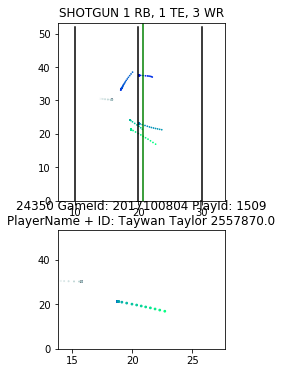 SHOTGUN 1 RB, 1 TE, 3 WR
50
40
30
20
10
0
10 20 30
24350 GameId: 2017100804 PlayId: 1509
PlayerName + ID: Taywan Taylor 2557870.0
40
20
0
15 20 25